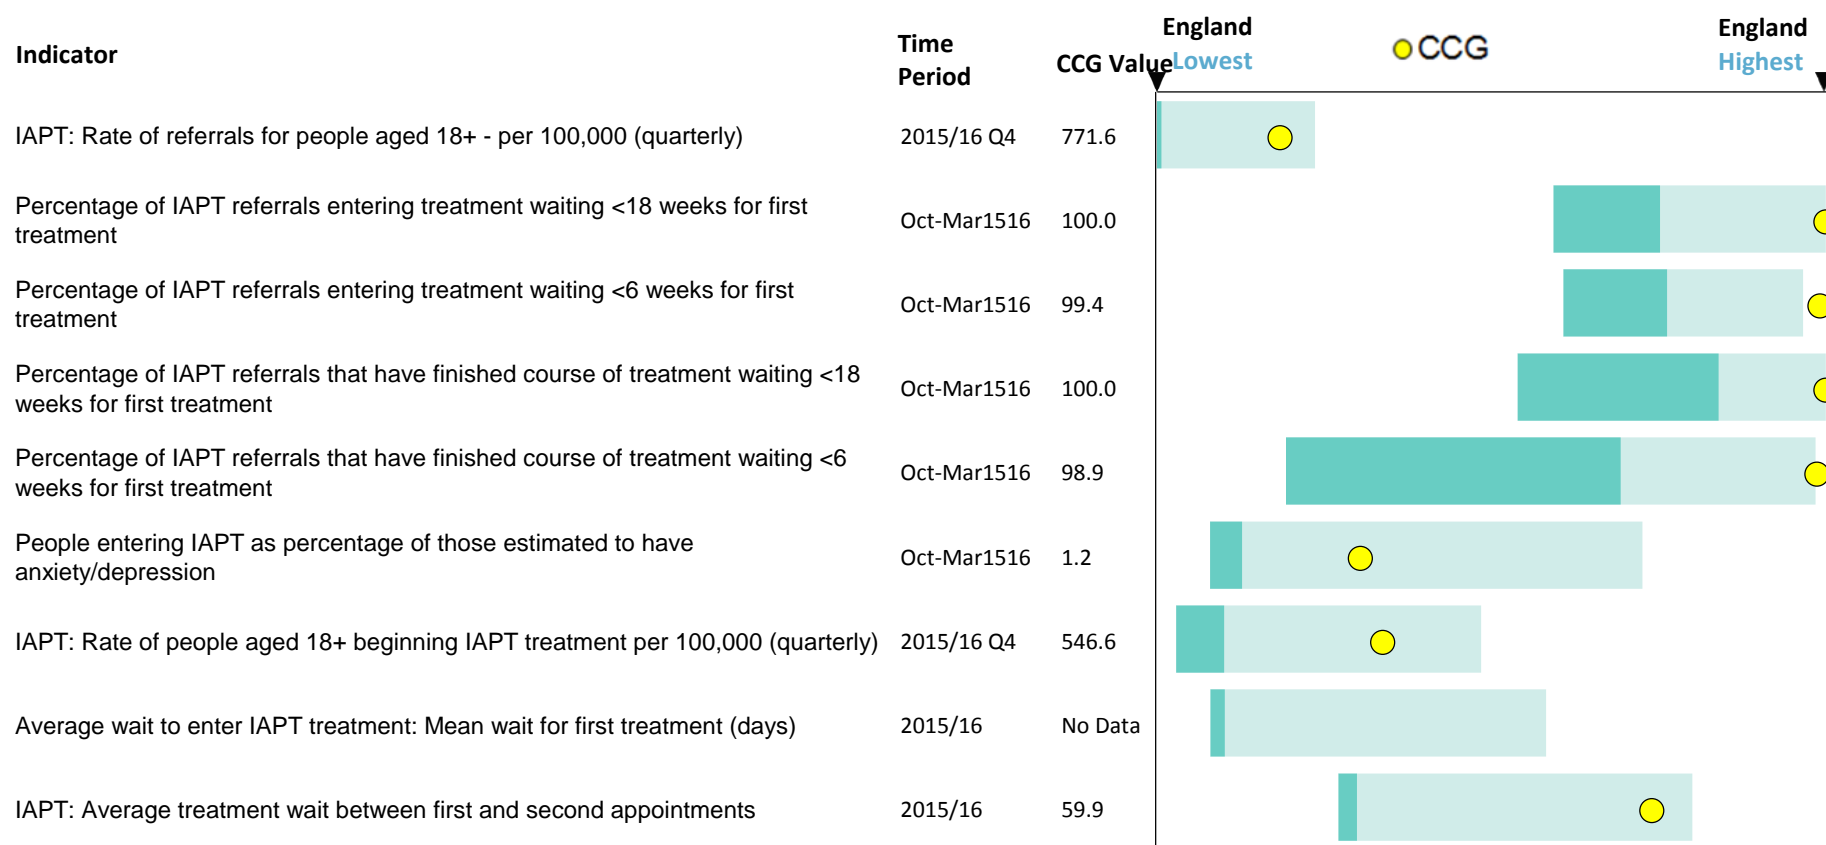 Indicator
Time
Period
CCG Value
England
Lowest
CCG
England
Highest
IAPT: Rate of referrals for people aged 18+ - per 100,000 (quarterly) 2015/16 Q4 771.6
Percentage of IAPT referrals entering treatment waiting <18 weeks for first
treatment
Oct-Mar1516 100.0
Percentage of IAPT referrals entering treatment waiting <6 weeks for first
treatment
Oct-Mar1516 99.4
Percentage of IAPT referrals that have finished course of treatment waiting <18
weeks for first treatment
Oct-Mar1516 100.0
Percentage of IAPT referrals that have finished course of treatment waiting <6
weeks for first treatment
Oct-Mar1516 98.9
People entering IAPT as percentage of those estimated to have
anxiety/depression
Oct-Mar1516 1.2
IAPT: Rate of people aged 18+ beginning IAPT treatment per 100,000 (quarterly) 2015/16 Q4 546.6
Average wait to enter IAPT treatment: Mean wait for first treatment (days) 2015/16 No Data
IAPT: Average treatment wait between first and second appointments 2015/16 59.9